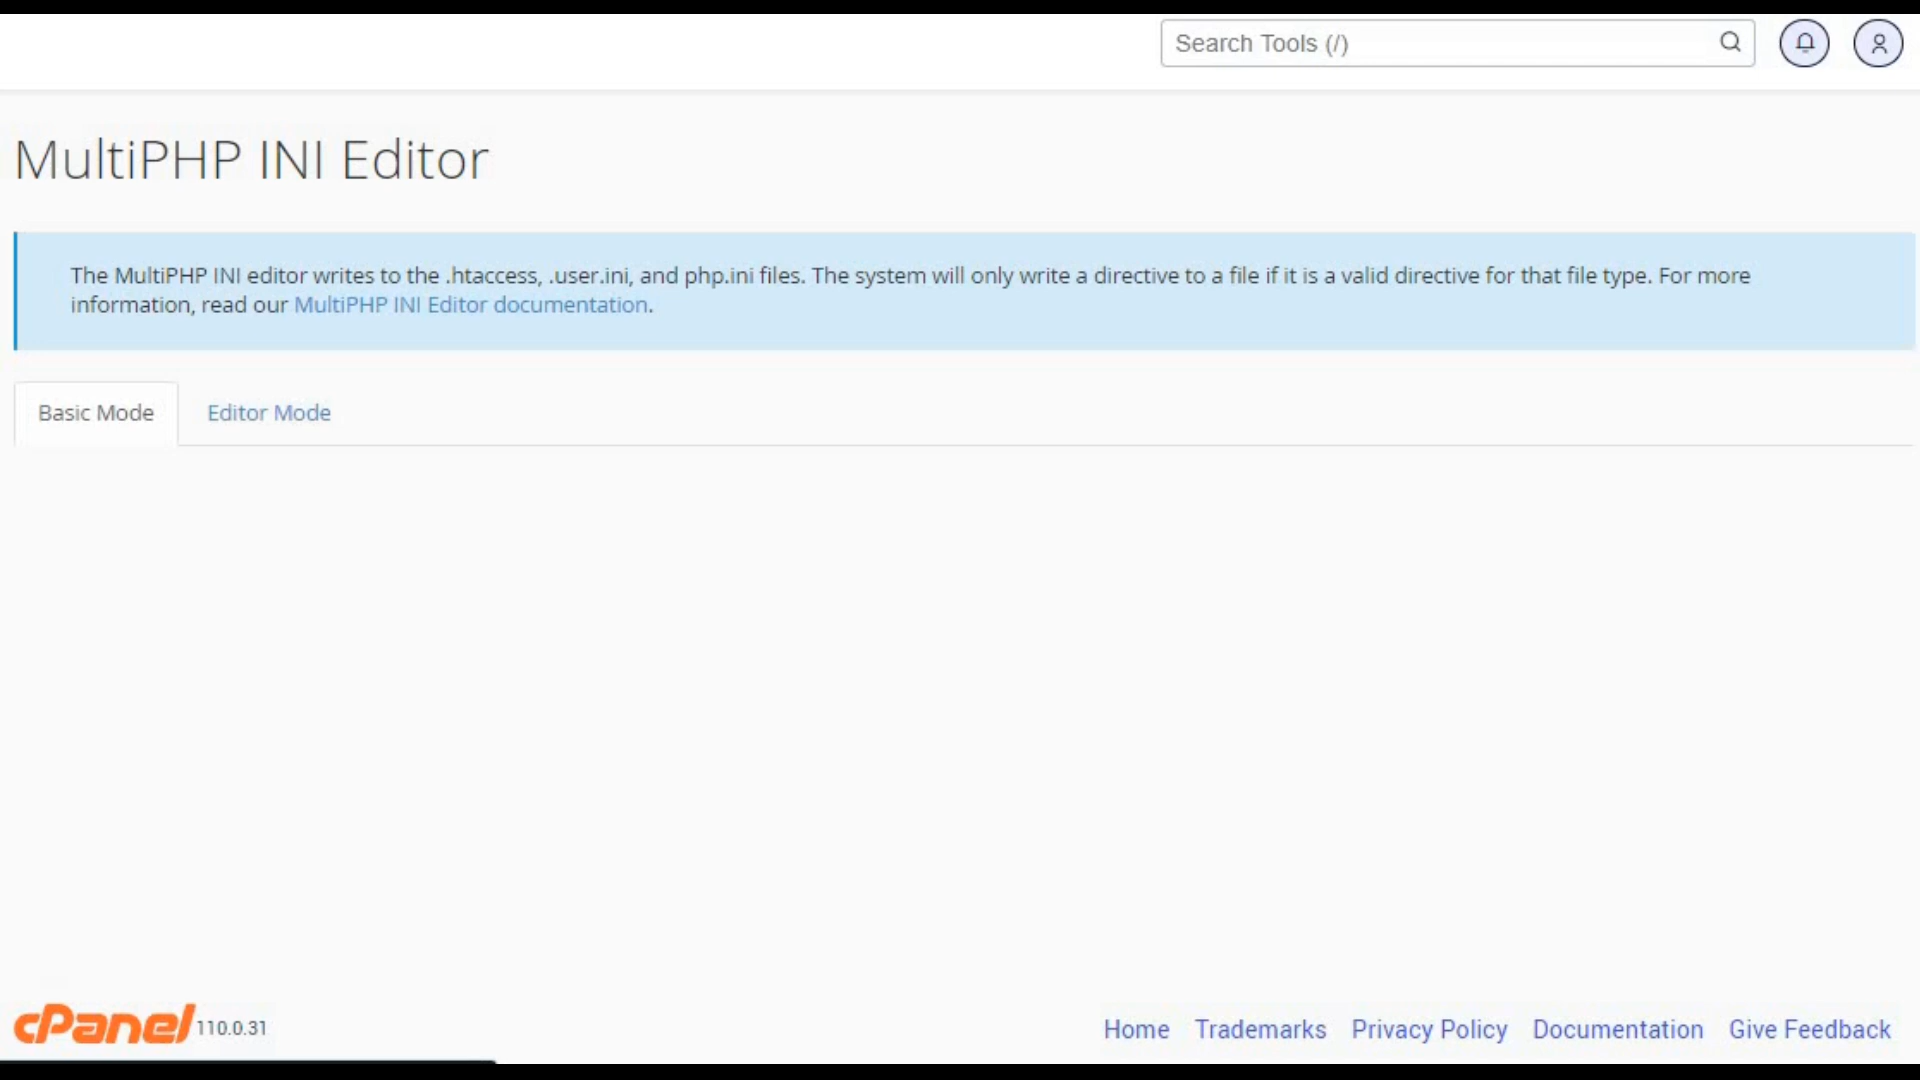 Search Tools (/)
MultiPHP INI Editor
The MultiPHP INI editor writes to the .htaccess, .user.ini, and php.ini files. The system will only write a directive to a file if it is a valid directive for that file type. For more
information, read our MultiPHP INI Editor documentation.
Basic Mode Editor Mode
cPanel 110.0.31 Home Trademarks Privacy Policy Documentation Give Feedback